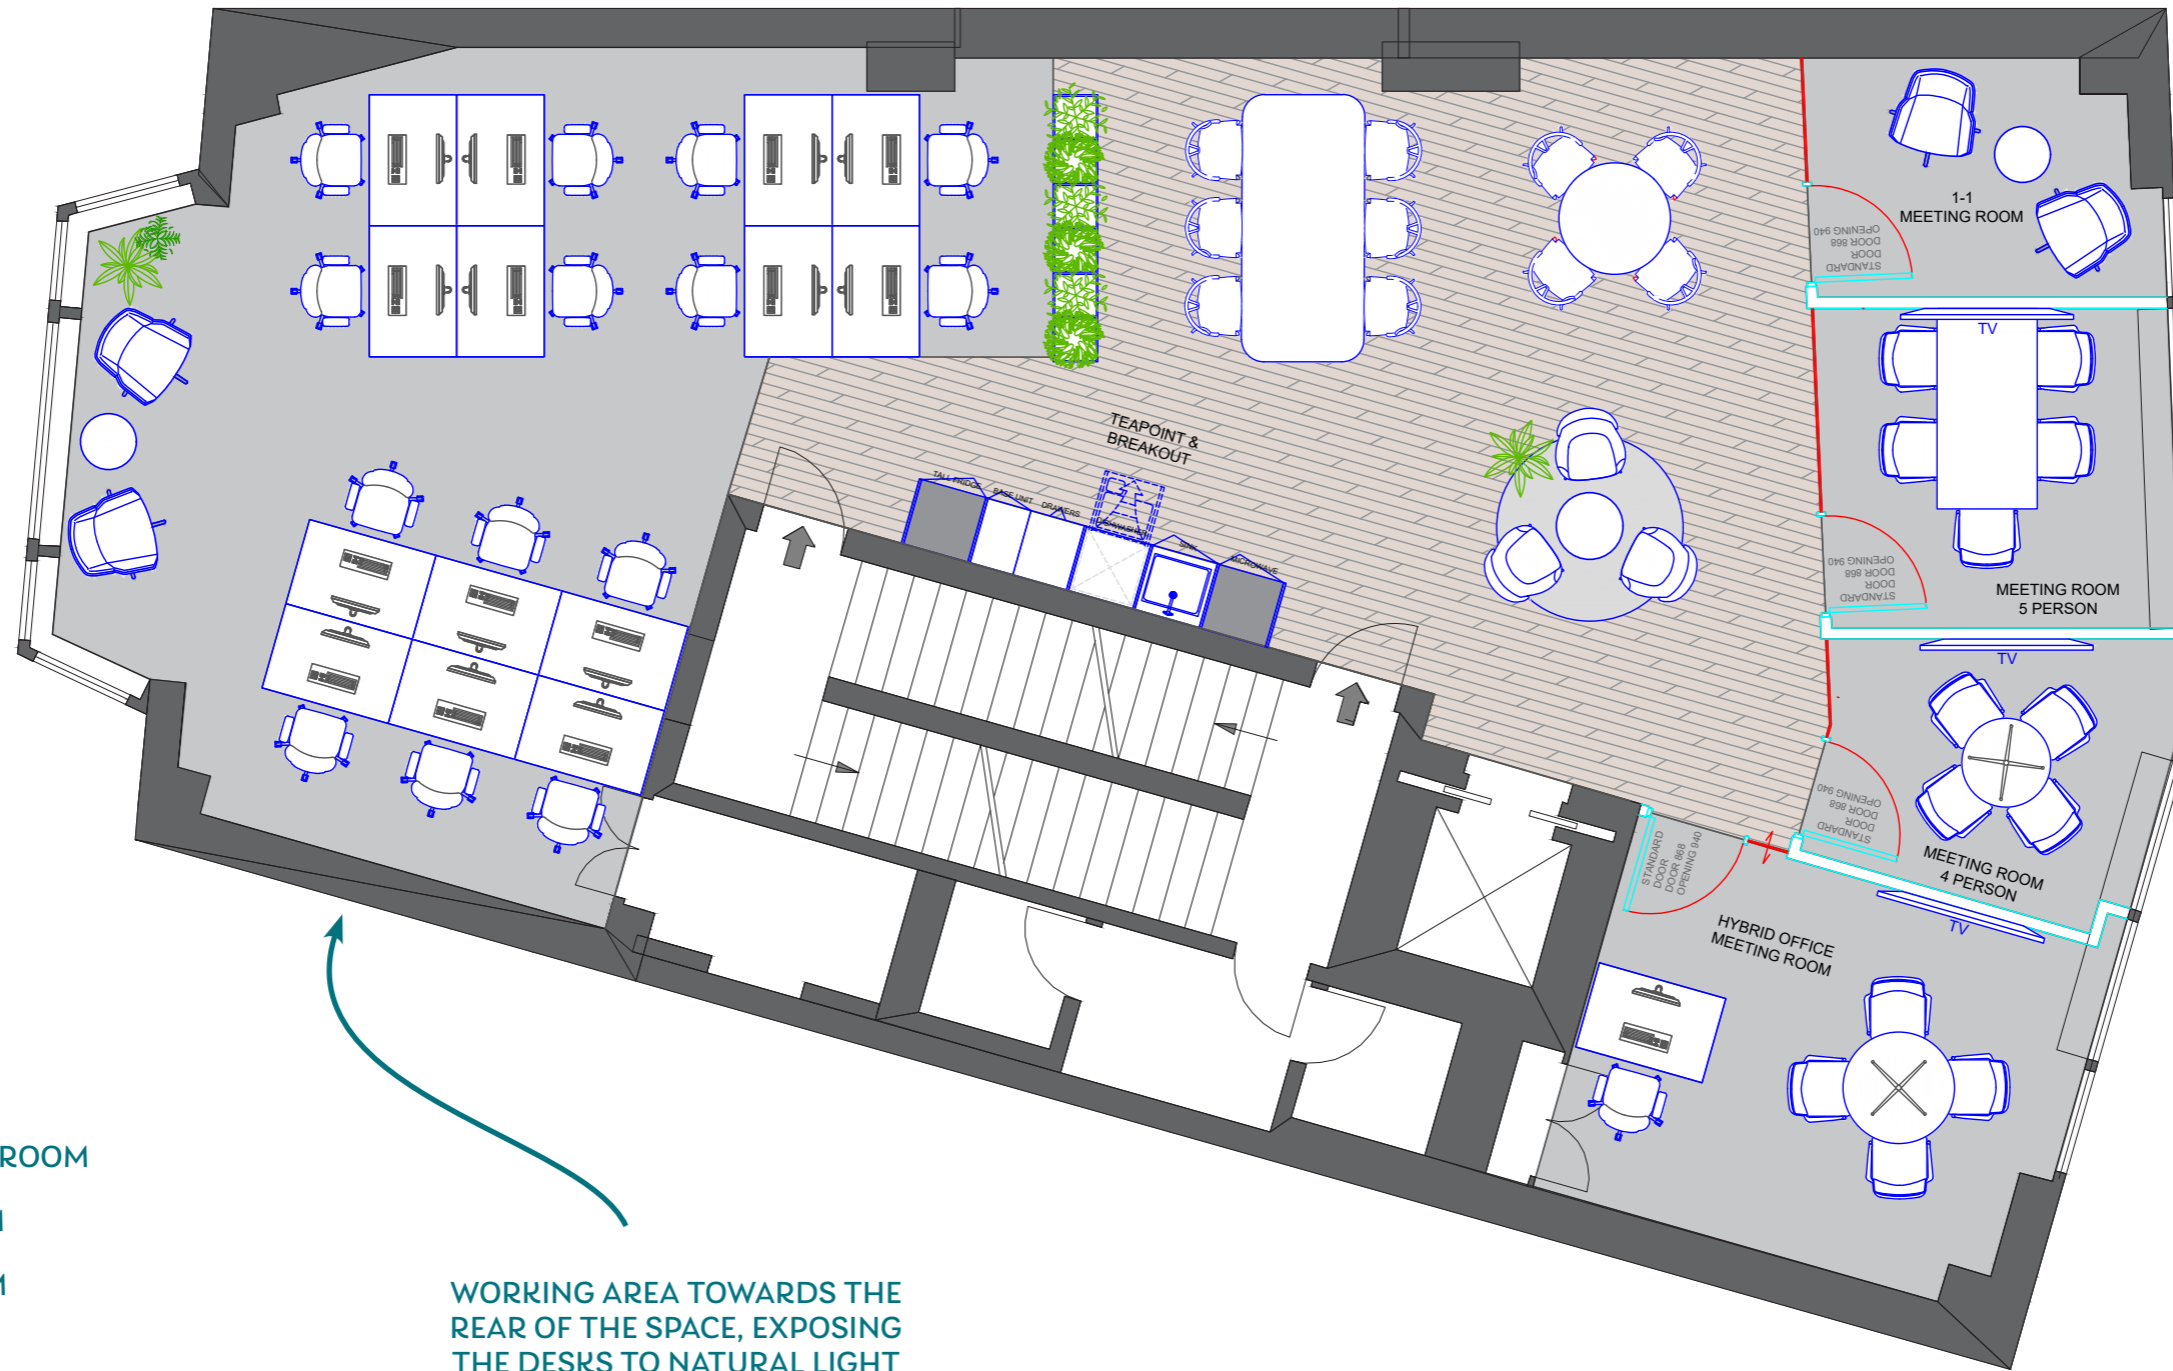 1-1
MEETING ROOM
STANDARD
DOOR
DOOR 868
OPENING 940
TV
MEETING ROOM
5 PERSON
STANDARD
DOOR
DOOR 868
OPENING 940
TV
TEAPOINT &
BREAKOUT
TALL FRIDGE
BASE UNIT
DRAWERS
DISHWASHER
SINK
MICROWAVE
STANDARD
DOOR
DOOR 868
OPENING 940
MEETING ROOM
4 PERSON
STANDARD
DOOR
DOOR 868
OPENING 940
TV
HYBRID OFFICE
MEETING ROOM
ROOM
M
WORKING AREA TOWARDS THE
REAR OF THE SPACE, EXPOSING
THE DESKS TO NATURAL LIGHT